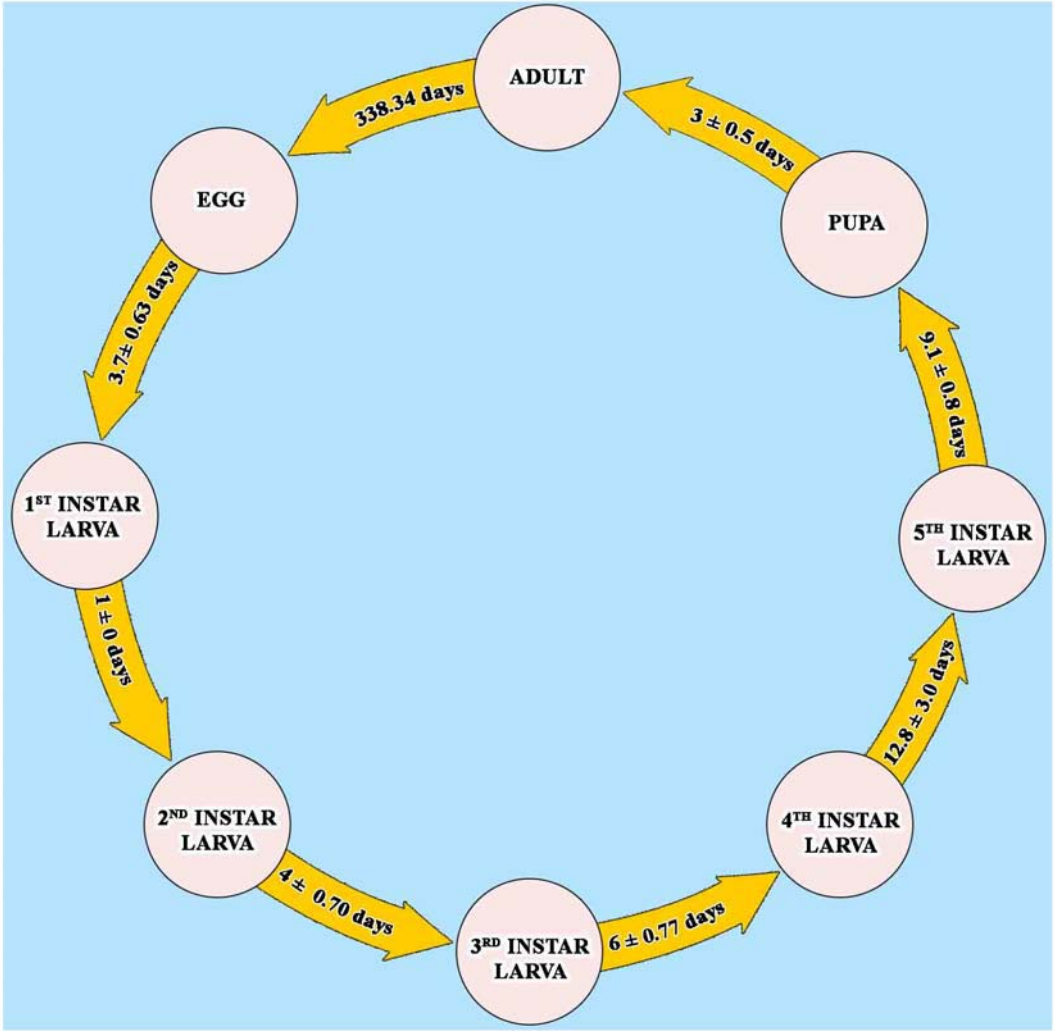 ADULT
338.34 days
EGG
3.7± 0.63 days
1ST INSTAR
LARVA
1 ± 0 days
2ND INSTAR
LARVA
4 ± 0.70 days
3RD INSTAR
LARVA
6 ± 0.77 days
4TH INSTAR
LARVA
12.8 ± 3.0 days
5TH INSTAR
LARVA
9.1 ± 0.8 days
PUPA
3 ± 0.5 days